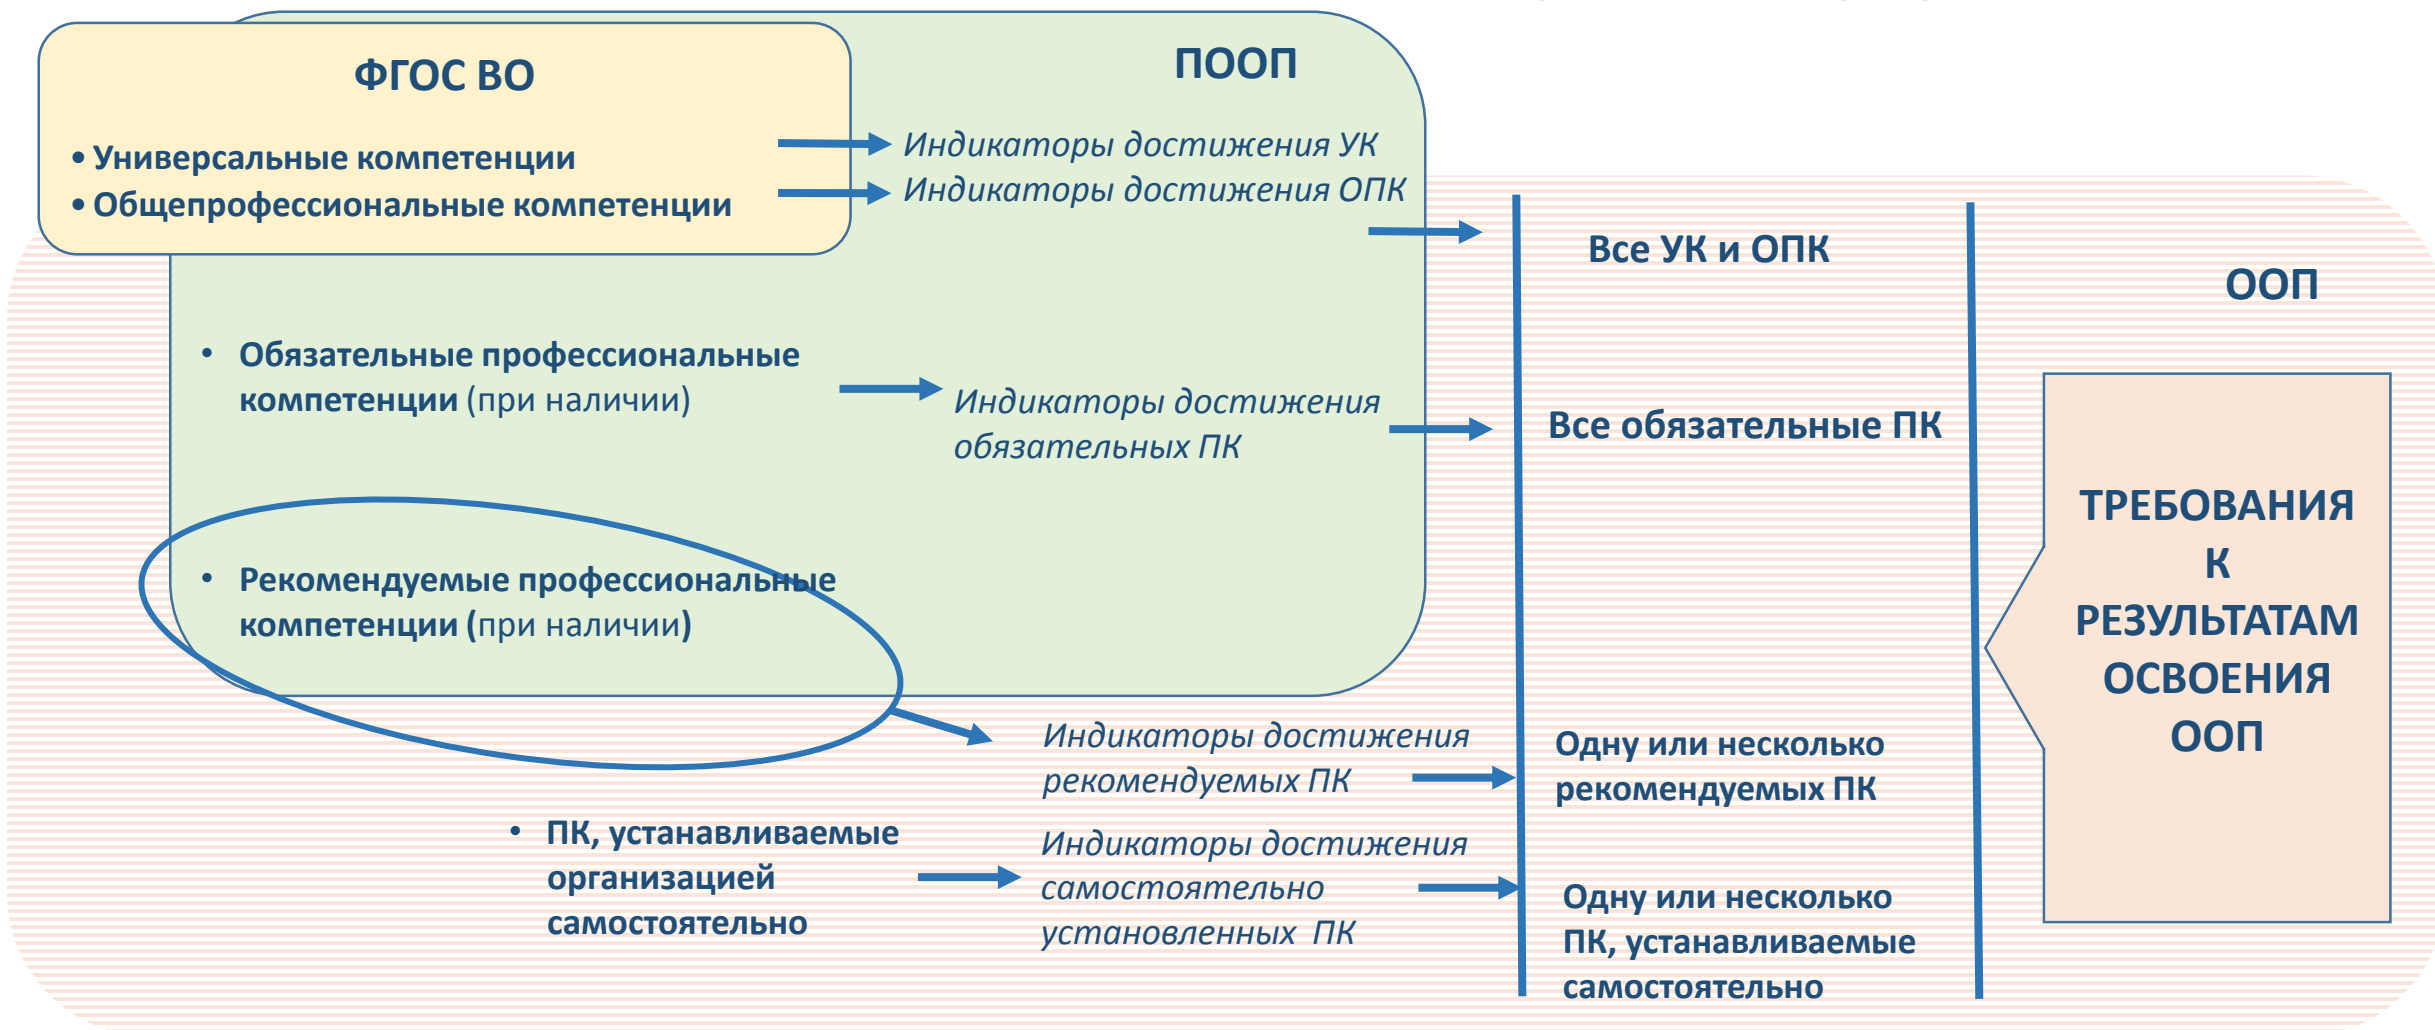 ФГОС ВО
• Универсальные компетенции
• Общепрофессиональные компетенции
ПООП
Индикаторы достижения УК
Индикаторы достижения ОПК
• Обязательные профессиональные
компетенции (при наличии)
Индикаторы достижения
обязательных ПК
• Рекомендуемые профессиональные
компетенции (при наличии)
Индикаторы достижения
рекомендуемых ПК
• ПК, устанавливаемые
организацией
самостоятельно
Индикаторы достижения
самостоятельно
установленных ПК
Все УК и ОПК
Все обязательные ПК
Одну или несколько
рекомендуемых ПК
Одну или несколько
ПК, устанавливаемые
самостоятельно
ООП
ТРЕБОВАНИЯ
К
РЕЗУЛЬТАТАМ
ОСВОЕНИЯ
ООП